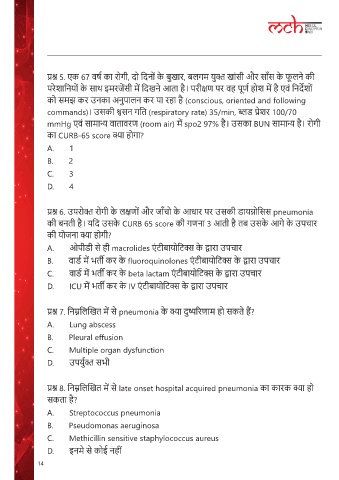 mch
प्रश्न 5. एक 67 वर्ष का रोगी, दो दिनों के बुखार, बलगम युक्त खांसी और साँस के फूलने की
परेशानियों के साथ इमरजेंसी में दिखने आता है। परीक्षण पर वह पूर्ण होश में है एवं निर्देशों
को समझ कर उनका अनुपालन कर पा रहा है (conscious, oriented and following
commands)। उसकी श्वसन गति (respiratory rate) 35/min, ब्लड प्रेशर 100/70
mmHg एवं सामान्य वातावरण (room air) में spo2 97% है। उसका BUN सामान्य है। रोगी
का CURB-65 score क्या होगा?
A. 1
B. 2
C. 3
D. 4
प्रश्न 6. उपरोक्त रोगी के लक्षणों और जाँचो के आधार पर उसकी डायग्नोसिस pneumonia
की बनती है। यदि उसके CURB 65 score की गणना 3 आती है तब उसके आगे के उपचार
की योजना क्या होगी?
A. ओपीडी से ही macrolides एंटीबायोटिक्स के द्वारा उपचार
B. वार्ड में भर्ती कर के fluoroquinolones एंटीबायोटिक्स के द्वारा उपचार
C. वार्ड में भर्ती कर के beta lactam एंटीबायोटिक्स के द्वारा उपचार
D. ICU में भर्ती कर के IV एंटीबायोटिक्स के द्वारा उपचार
प्रश्न 7. निम्नलिखित में से pneumonia के क्या दुष्परिणाम हो सकते हैं?
A. Lung abscess
B. Pleural effusion
C. Multiple organ dysfunction
D. उपर्युक्त सभी
प्रश्न 8. निम्नलिखित में से late onset hospital acquired pneumonia का कारक क्या हो
सकता है?
A. Streptococcus pneumonia
B. Pseudomonas aeruginosa
C. Methicillin sensitive staphylococcus aureus
D. इनमे से कोई नहीं
14